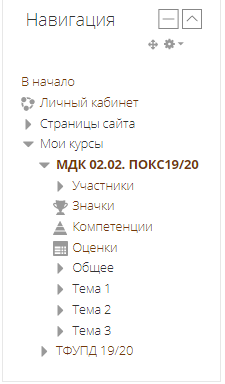 Навигация
В начало
Личный кабинет
Страницы сайта
Мои курсы
МДК 02.02. ПОКС19/20
Участники
Значки
Компетенции
Оценки
Общее
Тема 1
Тема 2
Тема 3
ТФУПД 19/20